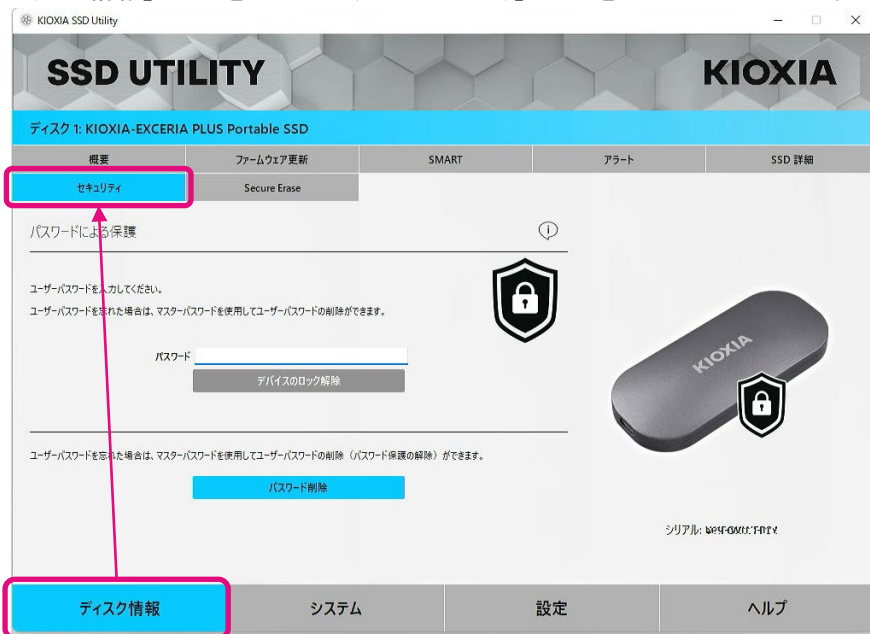 KIOXIA SSD Utility
SSD UTILITY
KIOXIA
ディスク 1: KIOXIA-EXCERIA PLUS Portable SSD
概要 ファームウェア更新 SMART アラート SSD 詳細
セキュリティ Secure Erase
パスワードによる保護
ユーザーパスワードを入力してください。
ユーザーパスワードを忘れた場合は、マスターパスワードを使用してユーザーパスワードの削除ができます。
パスワード
デバイスのロック解除
KIOXIA
ユーザーパスワードを忘れた場合は、マスターパスワードを使用してユーザーパスワードの削除（パスワード保護の解除）ができます。
パスワード削除
シリアル:
ディスク情報 システム 設定 ヘルプ